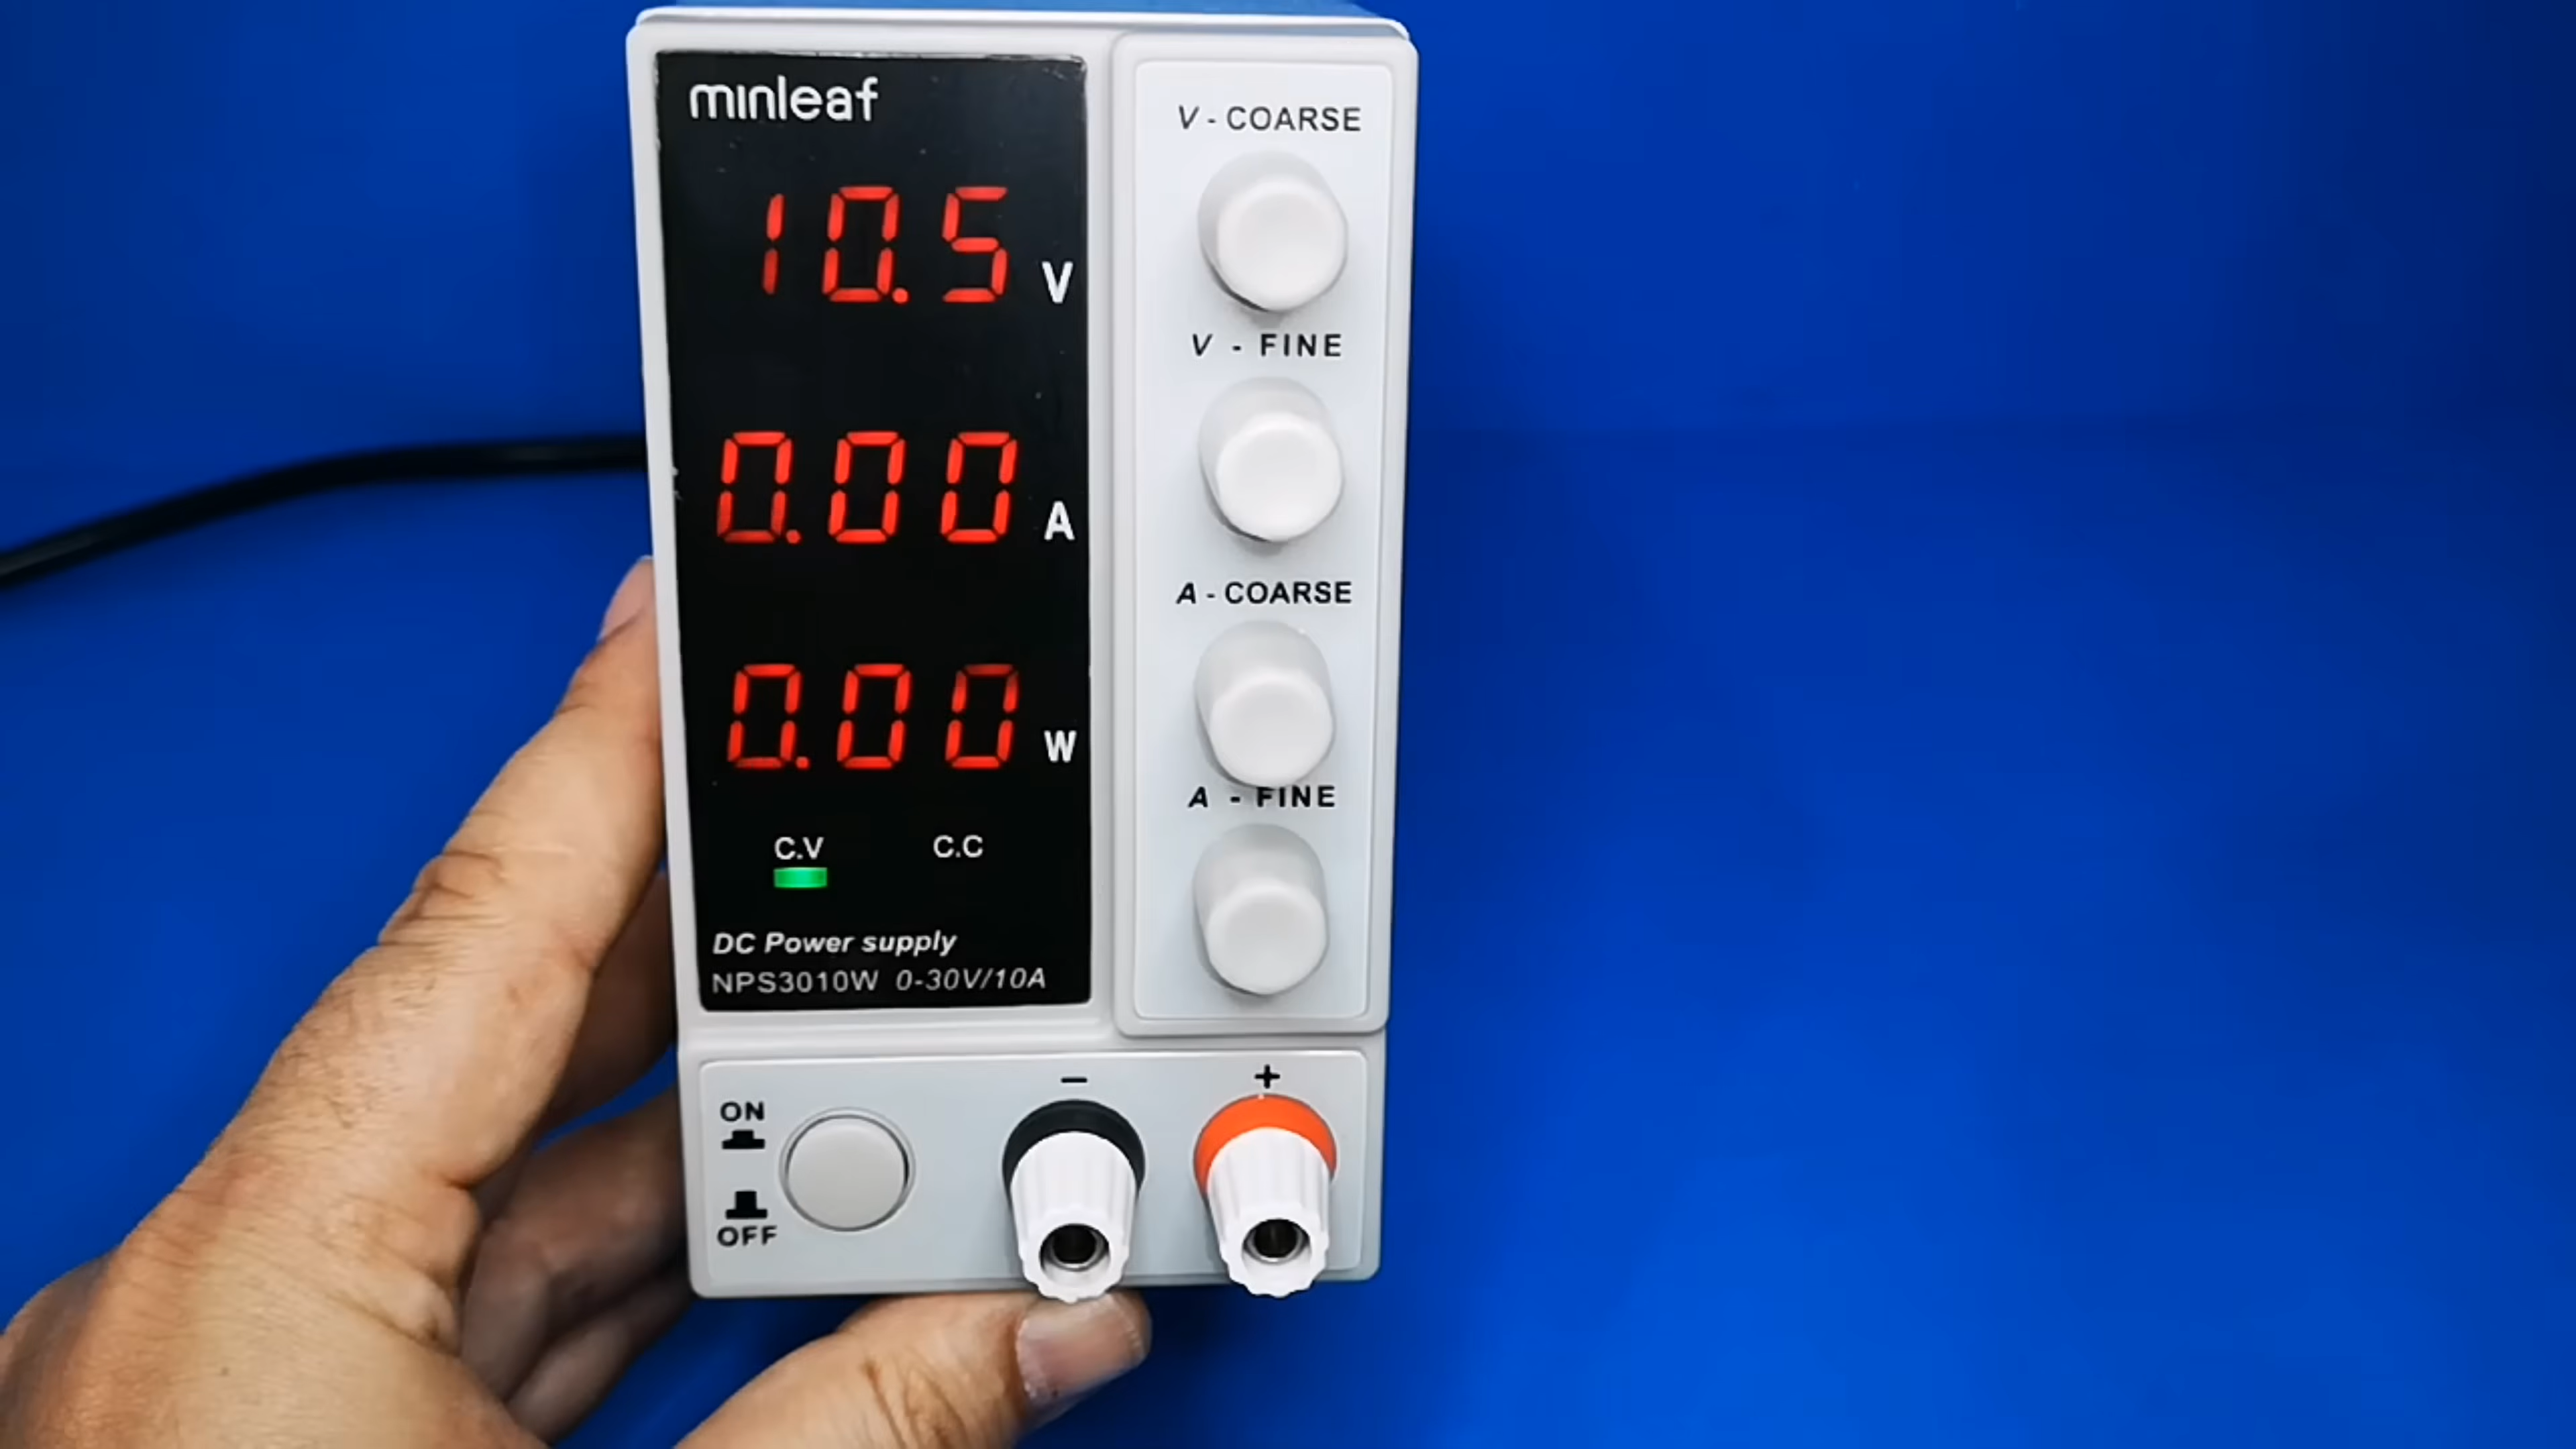 minleaf
10.5 V
0.00 A
0.00 W
C.V C.C
DC Power supply
NPS3010W 0-30V/10A
V - COARSE
V - FINE
A - COARSE
A - FINE
ON
OFF
- +